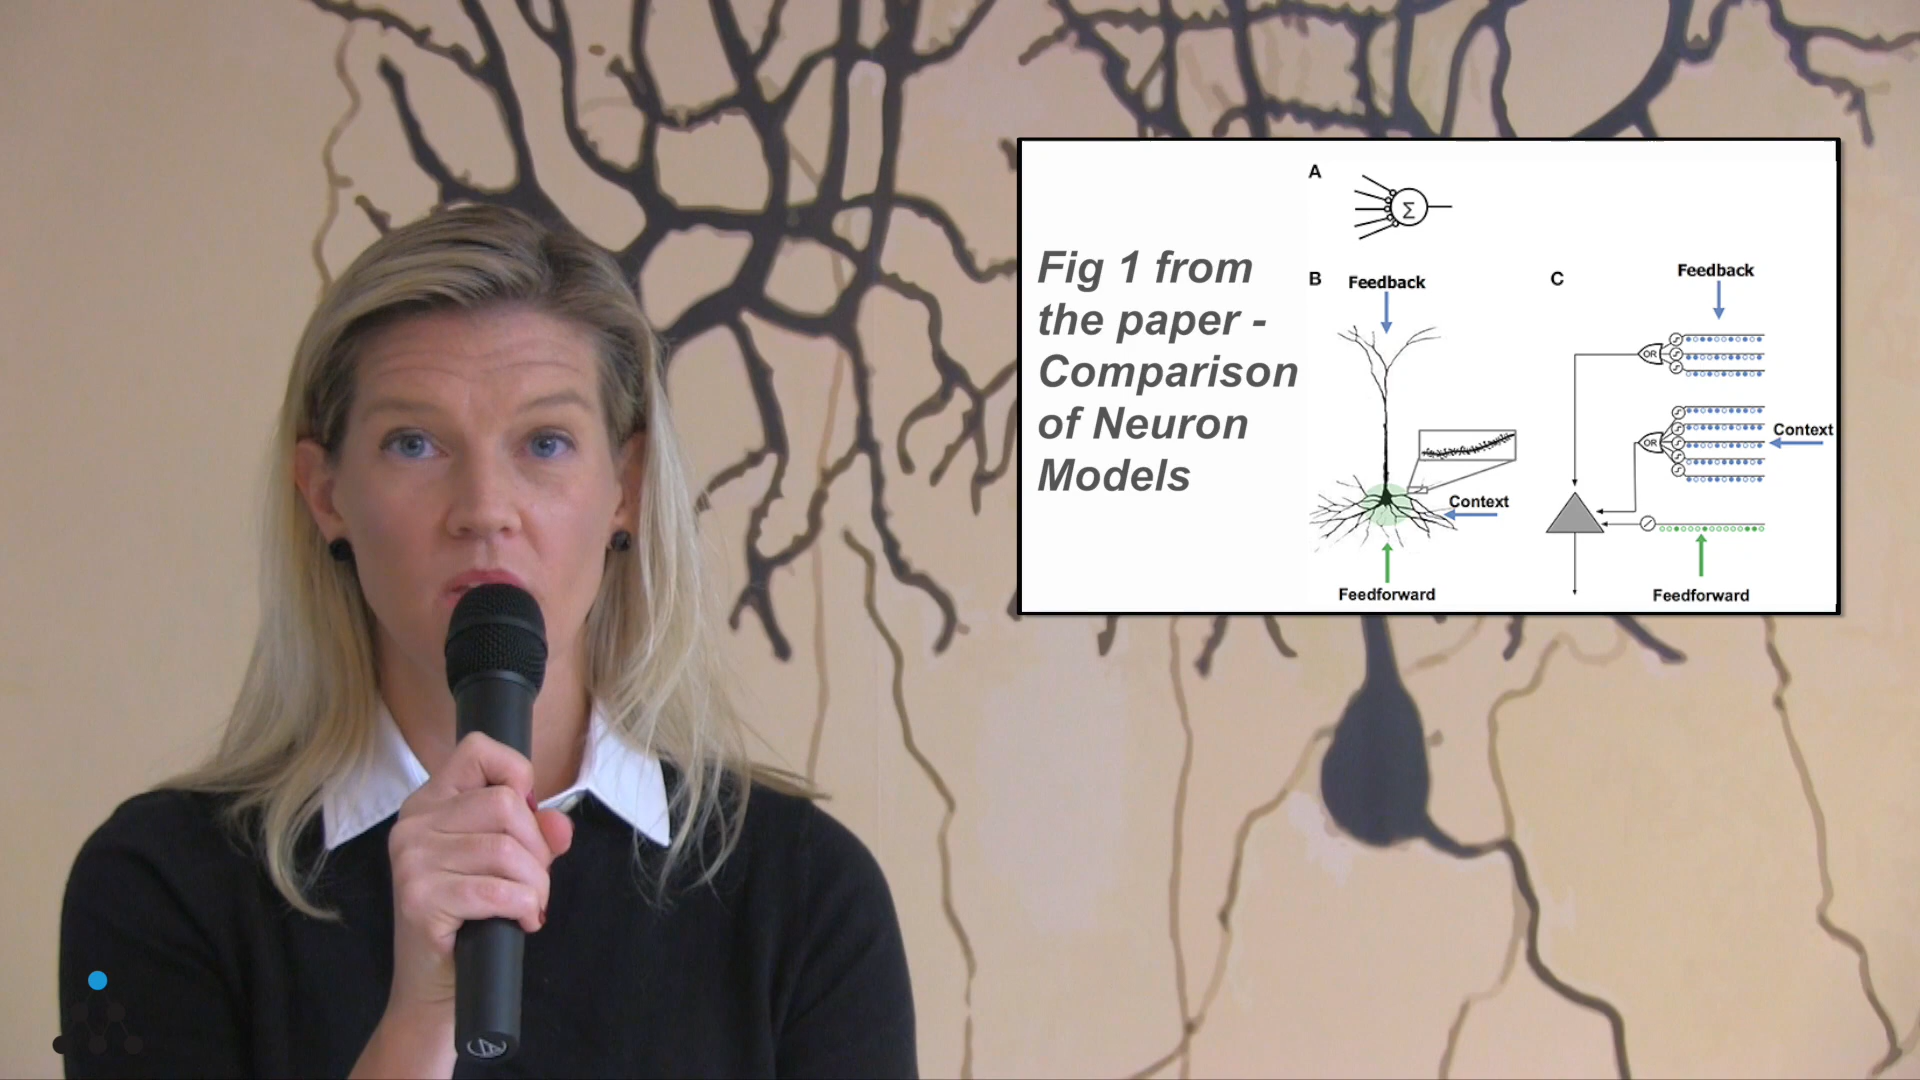 Fig 1 from
the paper -
Comparison
of Neuron
Models
A
Σ
B
Feedback
Context
Feedforward
C
Feedback
OR
OR
Context
Feedforward